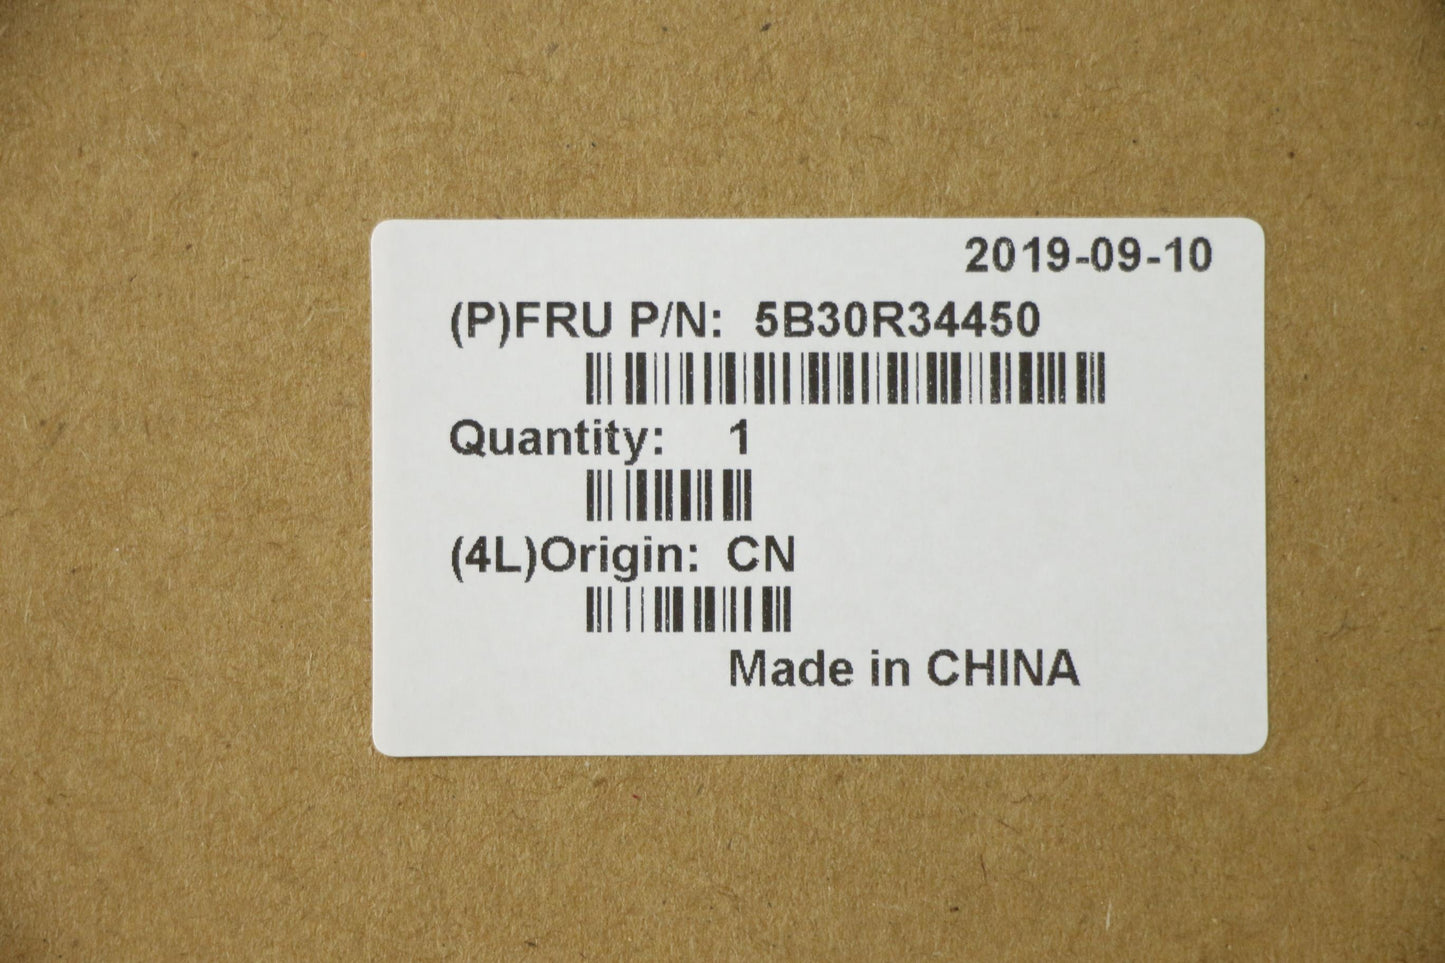 2019-09-10
(P)FRU P/N: 5B30R34450
Quantity: 1
(4L)Origin: CN
Made in CHINA